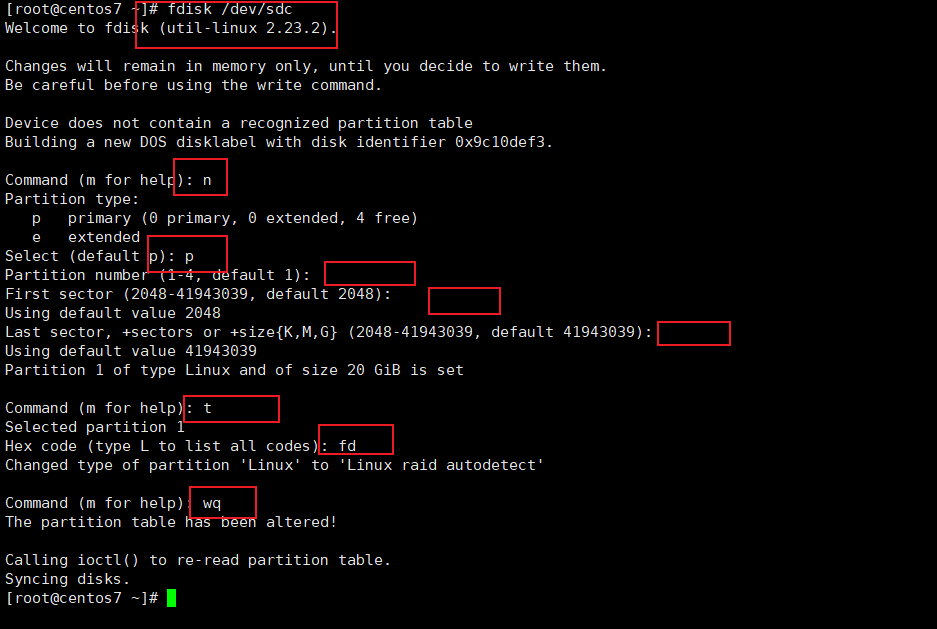 [root@centos7 ~]# fdisk /dev/sdc
Welcome to fdisk (util-linux 2.23.2).
Changes will remain in memory only, until you decide to write them.
Be careful before using the write command.
Device does not contain a recognized partition table
Building a new DOS disklabel with disk identifier 0x9c10def3.
Command (m for help): n
Partition type:
   p   primary (0 primary, 0 extended, 4 free)
   e   extended
Select (default p): p
Partition number (1-4, default 1):
First sector (2048-41943039, default 2048):
Using default value 2048
Last sector, +sectors or +size{K,M,G} (2048-41943039, default 41943039):
Using default value 41943039
Partition 1 of type Linux and of size 20 GiB is set
Command (m for help): t
Selected partition 1
Hex code (type L to list all codes): fd
Changed type of partition 'Linux' to 'Linux raid autodetect'
Command (m for help): wq
The partition table has been altered!
Calling ioctl() to re-read partition table.
Syncing disks.
[root@centos7 ~]#